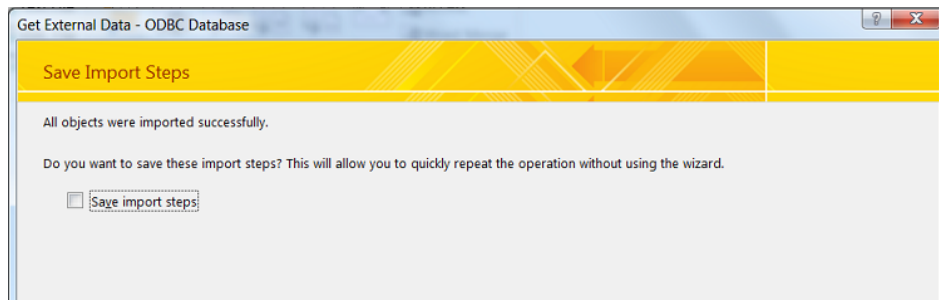 Get External Data - ODBC Database
Save Import Steps
All objects were imported successfully.
Do you want to save these import steps? This will allow you to quickly repeat the operation without using the wizard.
Save import steps